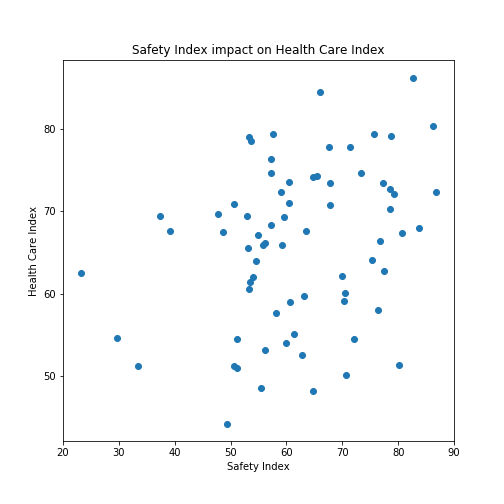 Safety Index impact on Health Care Index
80
70
60
50
Health Care Index
20 30 40 50 60 70 80 90
Safety Index